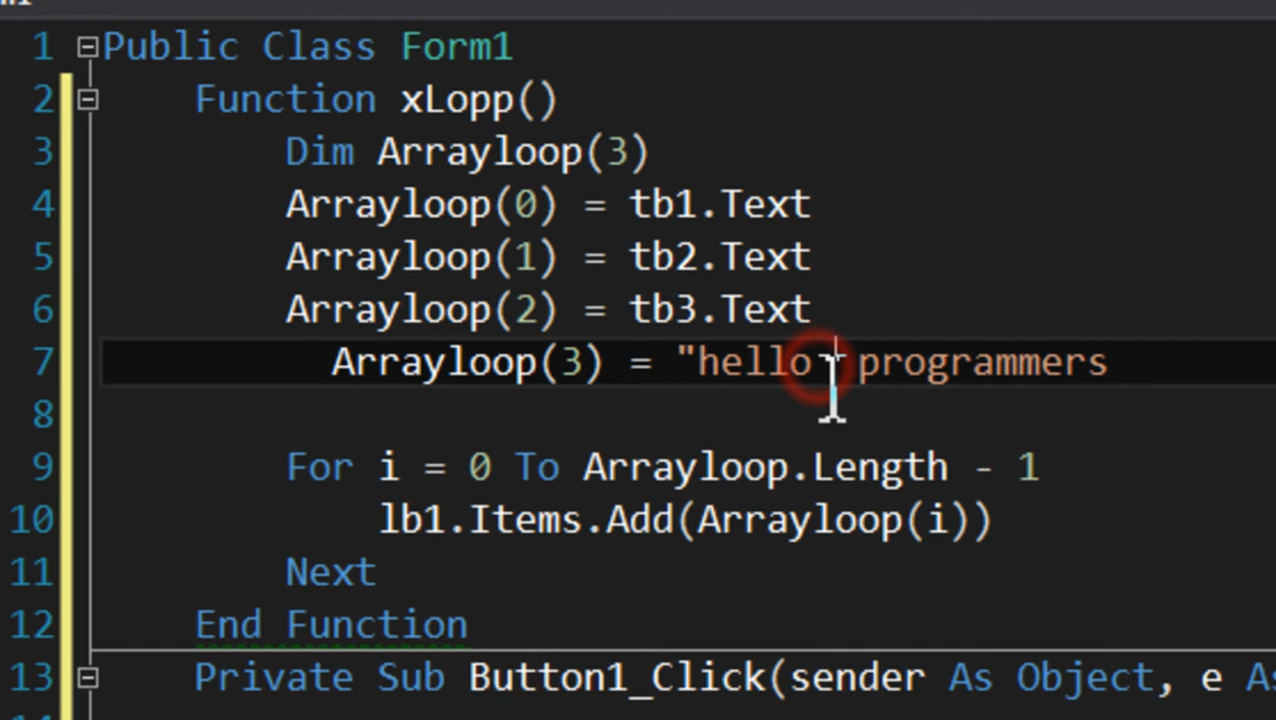 1 Public Class Form1
2 Function xLopp()
3 Dim Arrayloop(3)
4 Arrayloop(0) = tb1.Text
5 Arrayloop(1) = tb2.Text
6 Arrayloop(2) = tb3.Text
7 Arrayloop(3) = "hello programmers
8
9 For i = 0 To Arrayloop.Length - 1
10 lb1.Items.Add(Arrayloop(i))
11 Next
12 End Function
13 Private Sub Button1_Click(sender As Object, e As